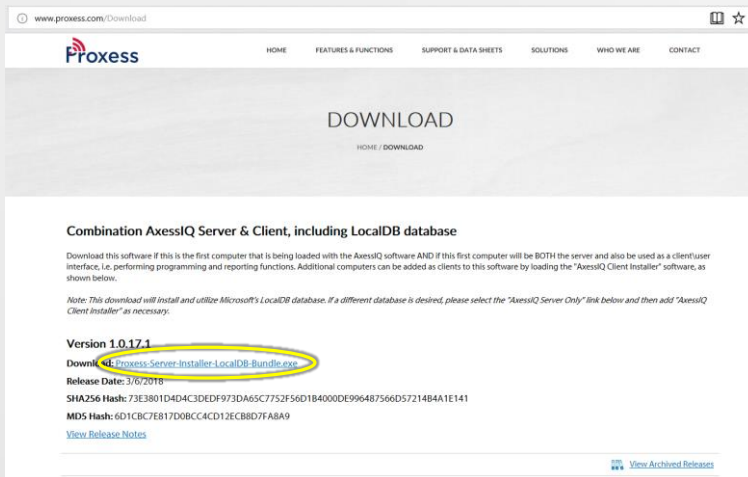 www.proxess.com/Download
Proxess
HOME FEATURES & FUNCTIONS SUPPORT & DATA SHEETS SOLUTIONS WHO WE ARE CONTACT
DOWNLOAD
HOME / DOWNLOAD
Combination AxessIQ Server & Client, including LocalDB database
Download this software if this is the first computer that is being loaded with the AxessIQ software AND if this first computer will be BOTH the server and also be used as a client\user
interface, i.e. performing programming and reporting functions. Additional computers can be added as clients to this software by loading the "AxessIQ Client Installer" software, as
shown below.
Note: This download will install and utilize Microsoft's LocalDB database. If a different database is desired, please select the "AxessIQ Server Only" link below and then add "AxessIQ
Client Installer" as necessary.
Version 1.0.17.1
Download: Proxess-Server-Installer-LocalDB-Bundle.exe
Release Date: 3/6/2018
SHA256 Hash: 73E3801D4D4C3DEDF973DA65C7752F56D1B4000DE996487566D57214B4A1E141
MD5 Hash: 6D1CBC7E817D0BCC4CD12ECB8D7FA8A9
View Release Notes
View Archived Releases